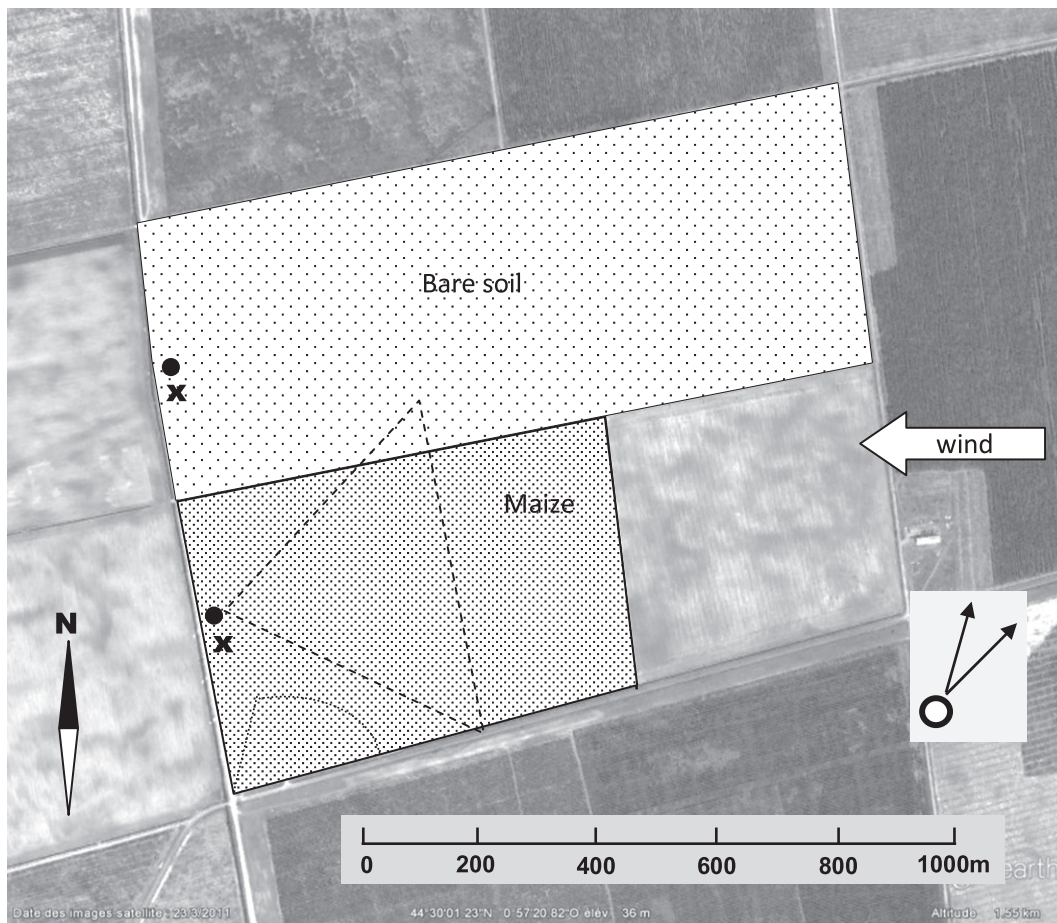 Bare soil
x
wind
Maize
N
x
0 200 400 600 800 1000m
earth
Date des images satellite : 23/3/2011 44°30'01 23"N 0°57'20 82"O élév 36 m Altitude 1.55 km